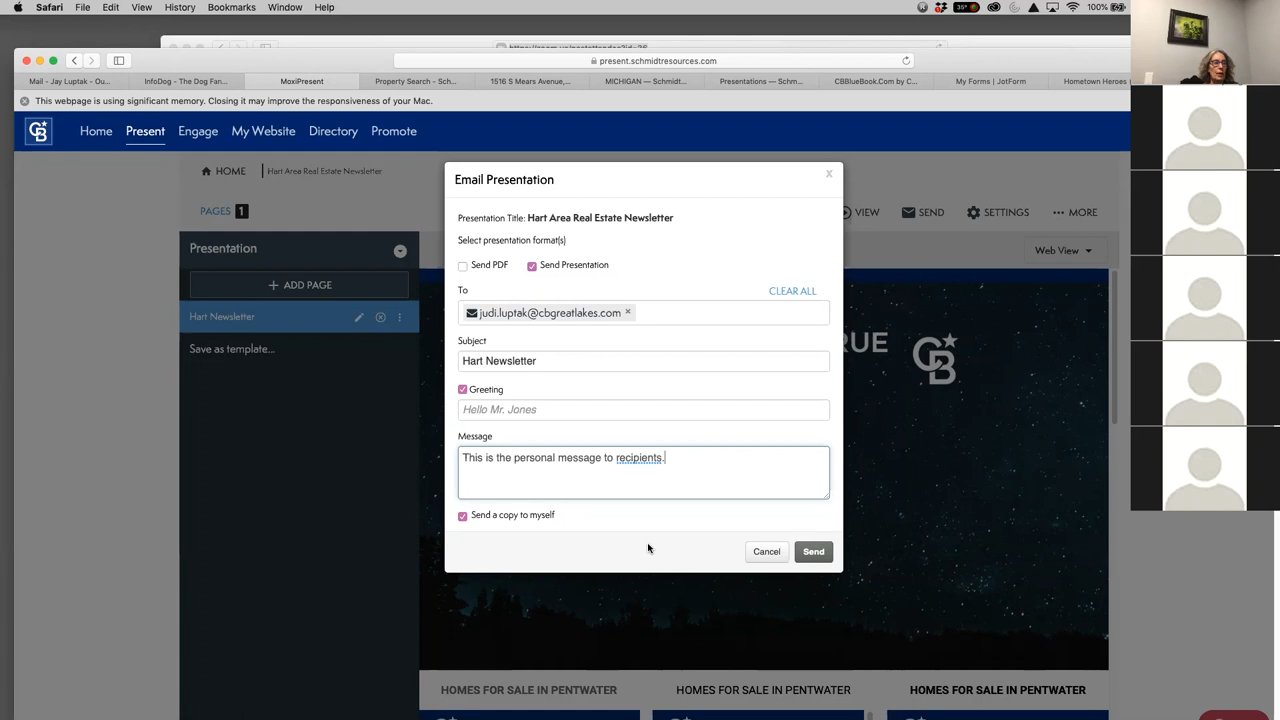 Safari File Edit View History Bookmarks Window Help
35° 100%
present.schmidtresources.com
Mail - Jay Luptak - Ou... InfoDog - The Dog Fan... MoxiPresent Property Search - Sch... 1516 S Mears Avenue,... MICHIGAN — Schmidt... Presentations — Schm... CBBlueBook.Com by C... My Forms | JotForm Hometown Heroes
This webpage is using significant memory. Closing it may improve the responsiveness of your Mac.
CB Home Present Engage My Website Directory Promote
HOME Hart Area Real Estate Newsletter
PAGES 1
VIEW SEND SETTINGS ••• MORE
Presentation
Web View
+ ADD PAGE
Hart Newsletter
Save as template...
RUE CB
Email Presentation x
Presentation Title: Hart Area Real Estate Newsletter
Select presentation format(s)
Send PDF Send Presentation
To CLEAR ALL
judi.luptak@cbgreatlakes.com ×
Subject
Hart Newsletter
Greeting
Hello Mr. Jones
Message
This is the personal message to recipients.
Send a copy to myself
Cancel Send
HOMES FOR SALE IN PENTWATER HOMES FOR SALE IN PENTWATER HOMES FOR SALE IN PENTWATER